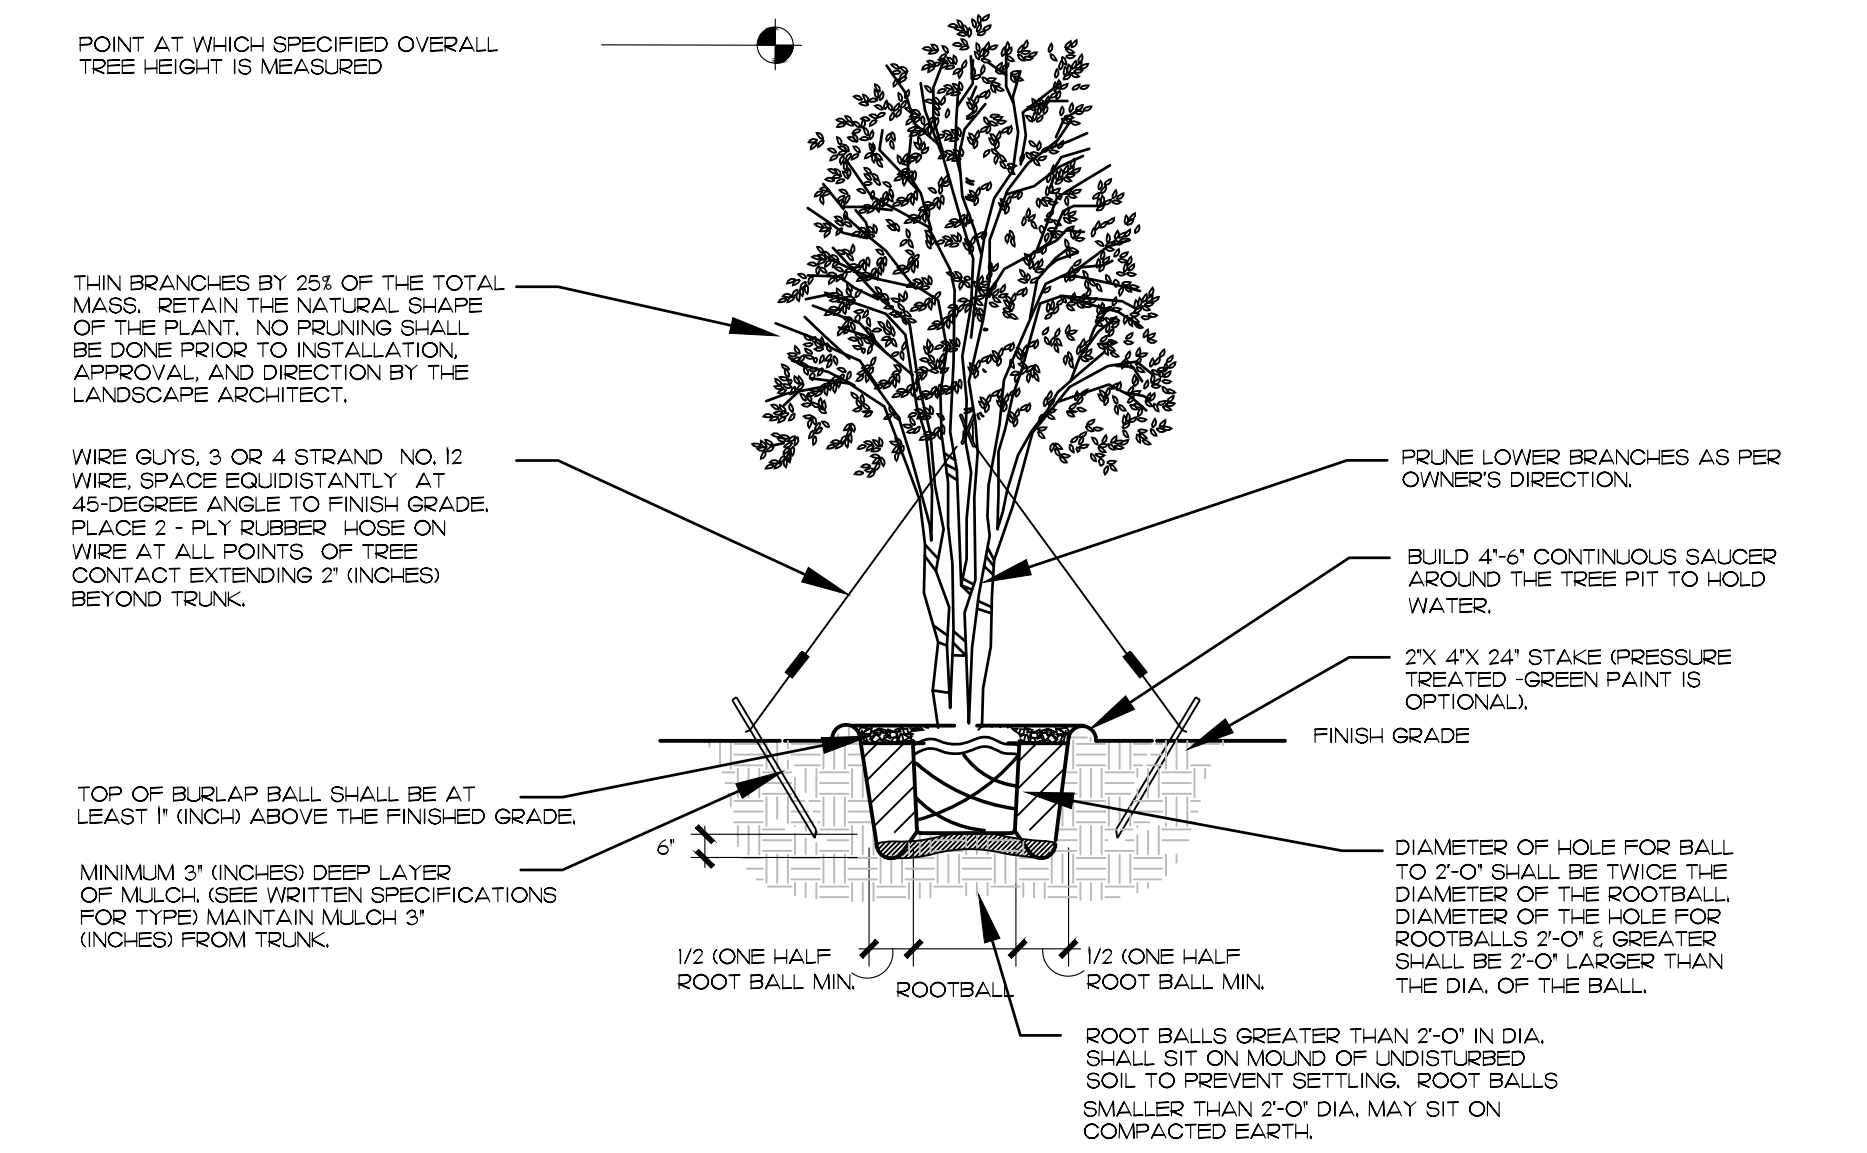 POINT AT WHICH SPECIFIED OVERALL
TREE HEIGHT IS MEASURED
THIN BRANCHES BY 25% OF THE TOTAL
MASS. RETAIN THE NATURAL SHAPE
OF THE PLANT. NO PRUNING SHALL
BE DONE PRIOR TO INSTALLATION,
APPROVAL, AND DIRECTION BY THE
LANDSCAPE ARCHITECT.
WIRE GUYS, 3 OR 4 STRAND NO. 12
WIRE, SPACE EQUIDISTANTLY AT
45-DEGREE ANGLE TO FINISH GRADE.
PLACE 2 - PLY RUBBER HOSE ON
WIRE AT ALL POINTS OF TREE
CONTACT EXTENDING 2" (INCHES)
BEYOND TRUNK.
TOP OF BURLAP BALL SHALL BE AT
LEAST 1" (INCH) ABOVE THE FINISHED GRADE.
MINIMUM 3" (INCHES) DEEP LAYER
OF MULCH. (SEE WRITTEN SPECIFICATIONS
FOR TYPE) MAINTAIN MULCH 3"
(INCHES) FROM TRUNK.
6"
1/2 (ONE HALF
ROOT BALL MIN.
ROOTBALL
1/2 (ONE HALF
ROOT BALL MIN.
PRUNE LOWER BRANCHES AS PER
OWNER'S DIRECTION.
BUILD 4"-6" CONTINUOUS SAUCER
AROUND THE TREE PIT TO HOLD
WATER.
2"X 4"X 24" STAKE (PRESSURE
TREATED -GREEN PAINT IS
OPTIONAL).
FINISH GRADE
DIAMETER OF HOLE FOR BALL
TO 2'-0" SHALL BE TWICE THE
DIAMETER OF THE ROOTBALL.
DIAMETER OF THE HOLE FOR
ROOTBALLS 2'-0" & GREATER
SHALL BE 2'-0" LARGER THAN
THE DIA. OF THE BALL.
ROOT BALLS GREATER THAN 2'-0" IN DIA.
SHALL SIT ON MOUND OF UNDISTURBED
SOIL TO PREVENT SETTLING. ROOT BALLS
SMALLER THAN 2'-0" DIA. MAY SIT ON
COMPACTED EARTH.